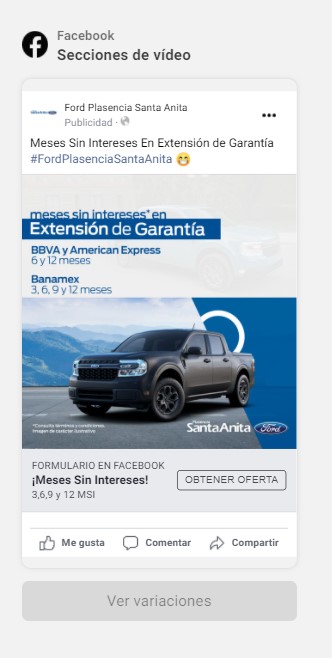 Facebook
Secciones de vídeo
Ford Plasencia Santa Anita
Publicidad ·
Meses Sin Intereses En Extensión de Garantía
#FordPlasenciaSantaAnita 😁
meses sin intereses* en
Extensión de Garantía
BBVA y American Express
6 y 12 meses
Banamex
3, 6, 9 y 12 meses
*Consulta términos y condiciones.
Imagen de carácter ilustrativo
SantaAnita Ford
FORMULARIO EN FACEBOOK
¡Meses Sin Intereses!
3,6,9 y 12 MSI
OBTENER OFERTA
Me gusta Comentar Compartir
Ver variaciones